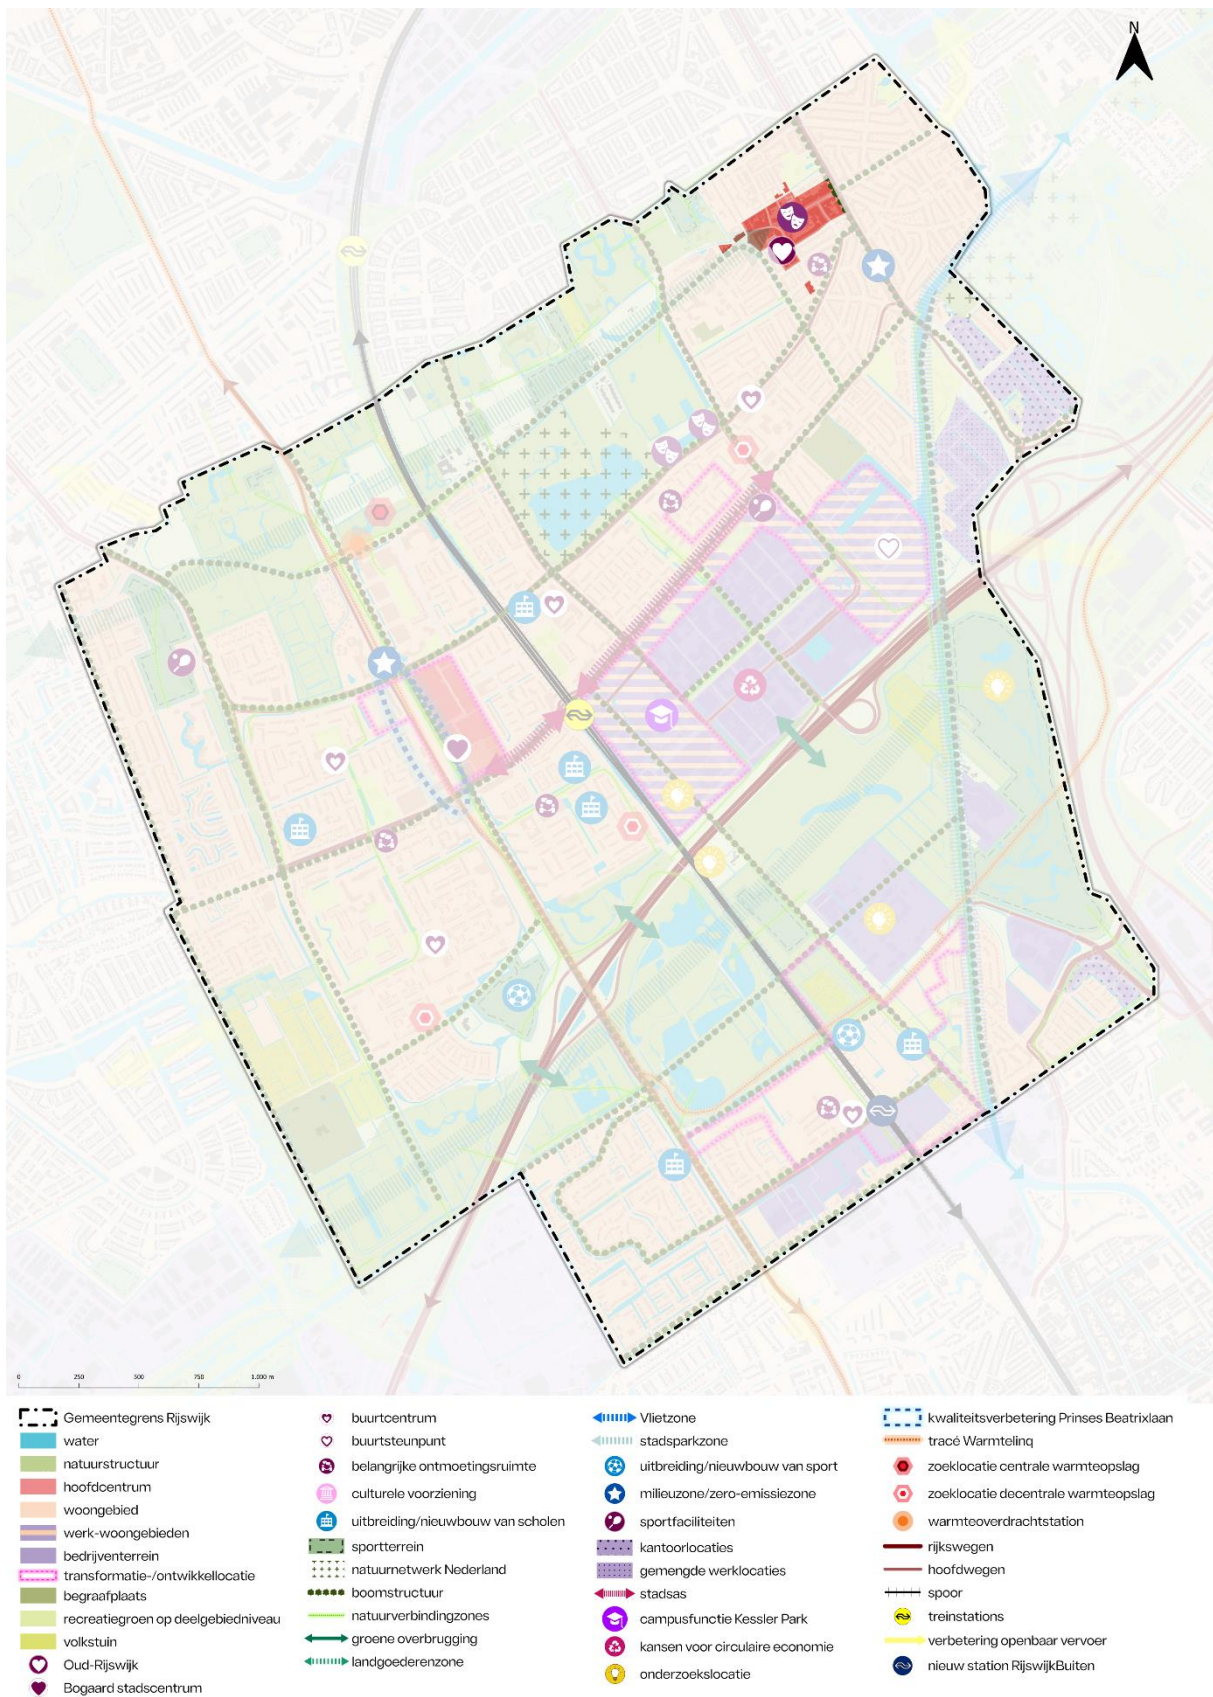 N
0 250 500 750 1.000 m
Gemeentegrens Rijswijk
water
natuurstructuur
hoofdcentrum
woongebied
werk-woongebieden
bedrijventerrein
transformatie-/ontwikkellocatie
begraafplaats
recreatiegroen op deelgebiedniveau
volkstuin
Oud-Rijswijk
Bogaard stadscentrum
buurtcentrum
buurtsteunpunt
belangrijke ontmoetingsruimte
culturele voorziening
uitbreiding/nieuwbouw van scholen
sportterrein
natuurnetwerk Nederland
boomstructuur
natuurverbindingzones
groene overbrugging
landgoederenzone
Vlietzone
stadsparkzone
uitbreiding/nieuwbouw van sport
milieuzone/zero-emissiezone
sportfaciliteiten
kantoorlocaties
gemengde werklocaties
stadsas
campusfunctie Kessler Park
kansen voor circulaire economie
onderzoekslocatie
kwaliteitsverbetering Prinses Beatrixlaan
tracé Warmtelinq
zoeklocatie centrale warmteopslag
zoeklocatie decentrale warmteopslag
warmteoverdrachtstation
rijkswegen
hoofdwegen
spoor
treinstations
verbetering openbaar vervoer
nieuw station RijswijkBuiten